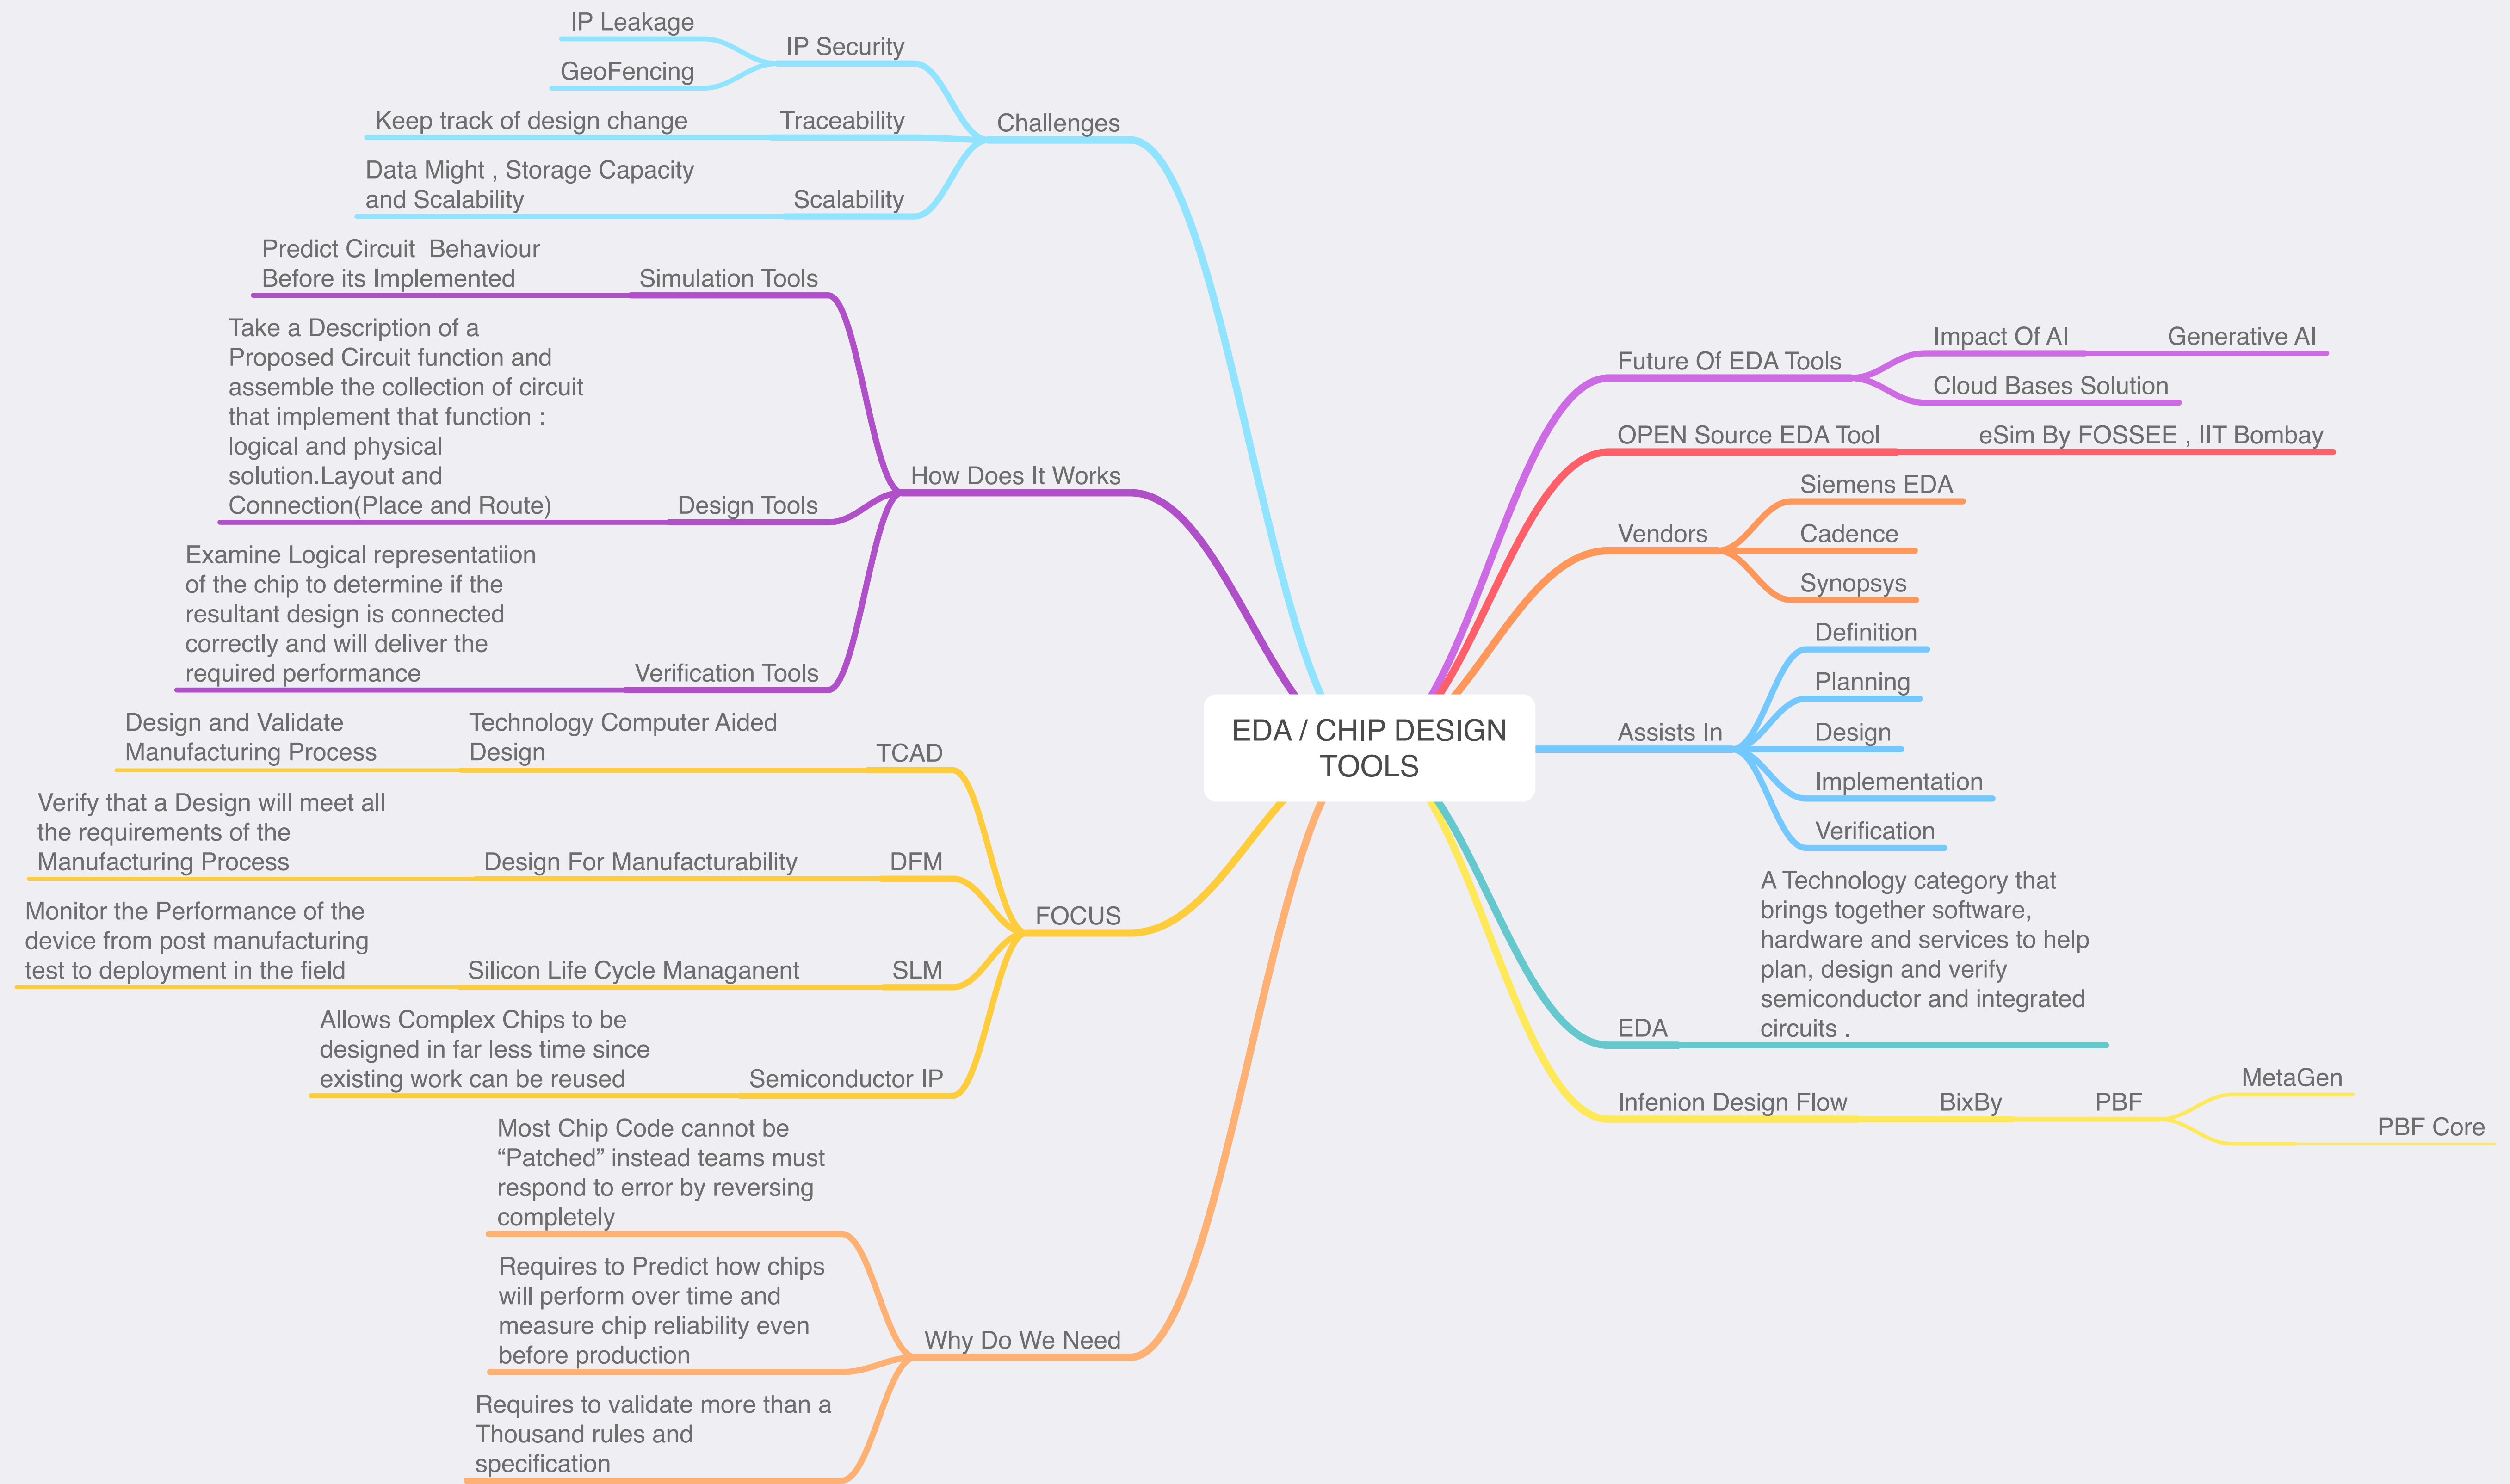 EDA / CHIP DESIGN
TOOLS
Challenges
IP Security
IP Leakage
GeoFencing
Traceability
Keep track of design change
Scalability
Data Might , Storage Capacity
and Scalability
How Does It Works
Simulation Tools
Predict Circuit  Behaviour
Before its Implemented
Design Tools
Take a Description of a
Proposed Circuit function and
assemble the collection of circuit
that implement that function :
logical and physical
solution.Layout and
Connection(Place and Route)
Verification Tools
Examine Logical representatiion
of the chip to determine if the
resultant design is connected
correctly and will deliver the
required performance
FOCUS
TCAD
Technology Computer Aided
Design
Design and Validate
Manufacturing Process
DFM
Design For Manufacturability
Verify that a Design will meet all
the requirements of the
Manufacturing Process
SLM
Silicon Life Cycle Managanent
Monitor the Performance of the
device from post manufacturing
test to deployment in the field
Semiconductor IP
Allows Complex Chips to be
designed in far less time since
existing work can be reused
Why Do We Need
Most Chip Code cannot be
“Patched” instead teams must
respond to error by reversing
completely
Requires to Predict how chips
will perform over time and
measure chip reliability even
before production
Requires to validate more than a
Thousand rules and
specification
Future Of EDA Tools
Impact Of AI
Generative AI
Cloud Bases Solution
OPEN Source EDA Tool
eSim By FOSSEE , IIT Bombay
Vendors
Siemens EDA
Cadence
Synopsys
Assists In
Definition
Planning
Design
Implementation
Verification
EDA
A Technology category that
brings together software,
hardware and services to help
plan, design and verify
semiconductor and integrated
circuits .
Infenion Design Flow
BixBy
PBF
MetaGen
PBF Core